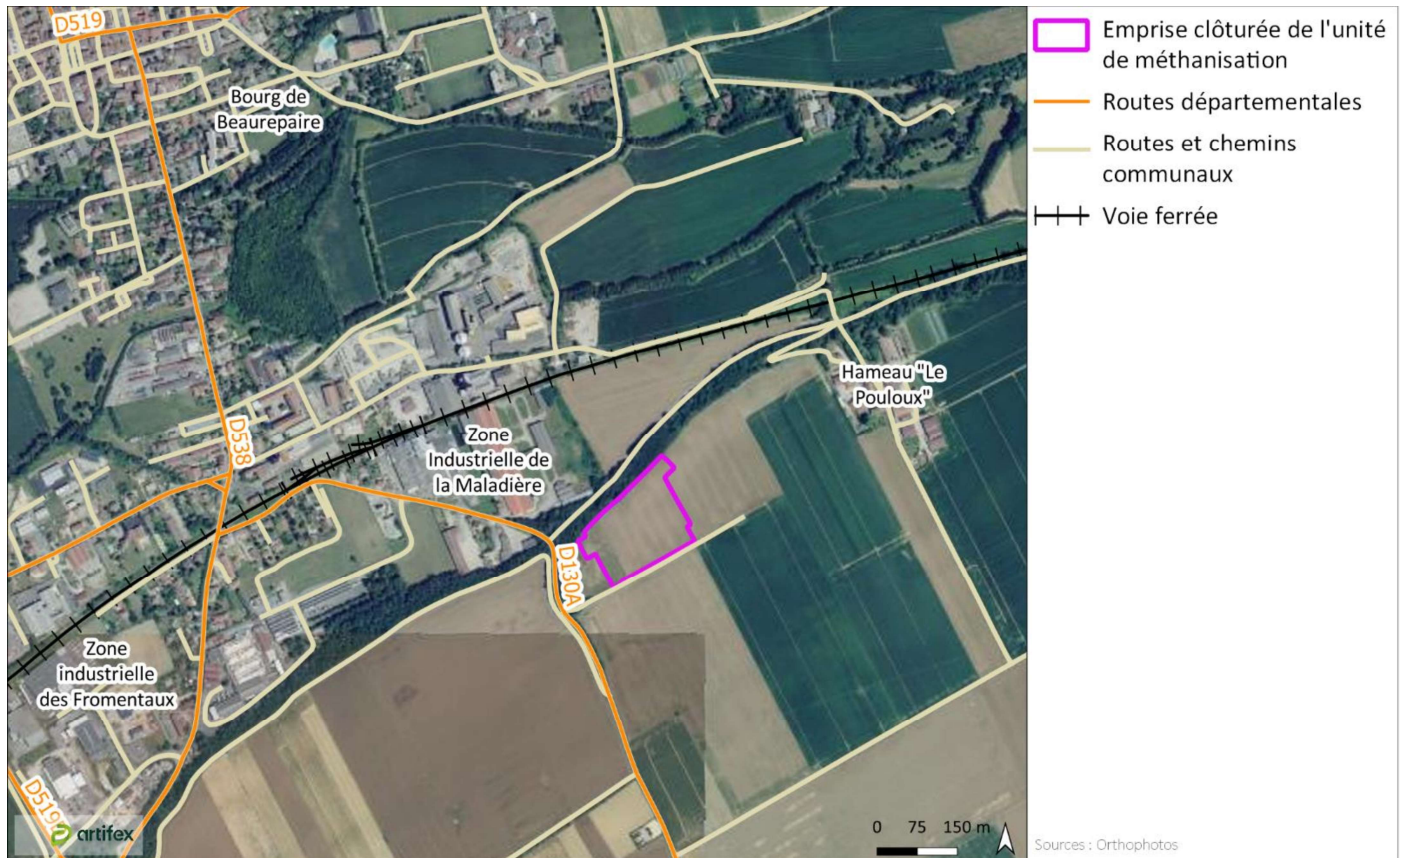 D519
Bourg de
Beaurepaire
D538
Zone
Industrielle de
la Maladière
Hameau "Le
Pouloux"
D130A
Zone
industrielle
des Fromentaux
D519
artifex
0 75 150 m
Emprise clôturée de l'unité
de méthanisation
Routes départementales
Routes et chemins
communaux
Voie ferrée
Sources : Orthophotos